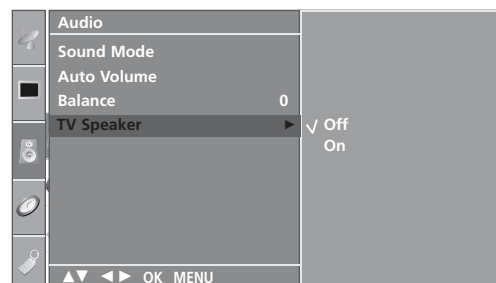 Audio
Sound Mode
Auto Volume
Balance 0
TV Speaker ► √ Off
On
▲▼ ◄► OK MENU